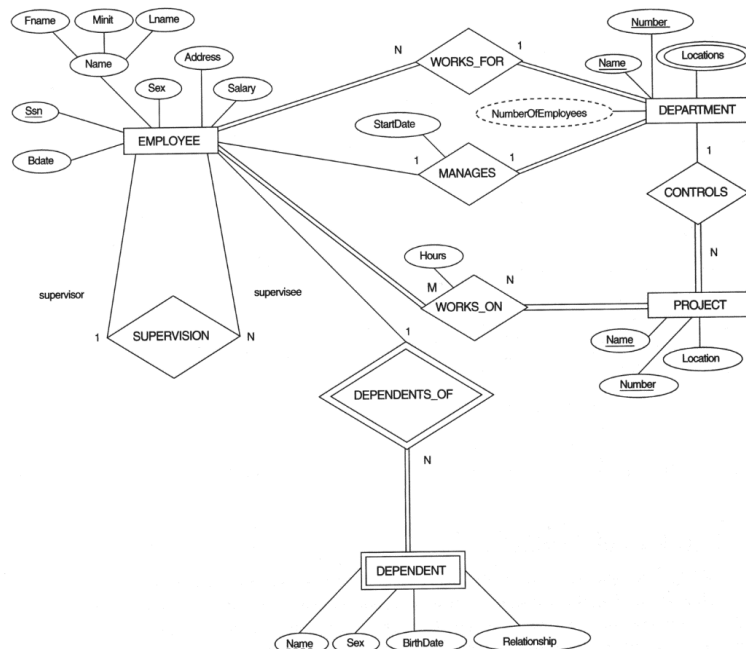 Fname
Minit
Lname
Number
Name
Address
N
WORKS_FOR
1
Name
Locations
Sex
Salary
Ssn
NumberOfEmployees
DEPARTMENT
StartDate
EMPLOYEE
Bdate
1
MANAGES
1
1
CONTROLS
Hours
N
supervisor
supervisee
M
N
WORKS_ON
PROJECT
1
SUPERVISION
N
1
Name
Location
Number
DEPENDENTS_OF
N
DEPENDENT
Name
Sex
BirthDate
Relationship